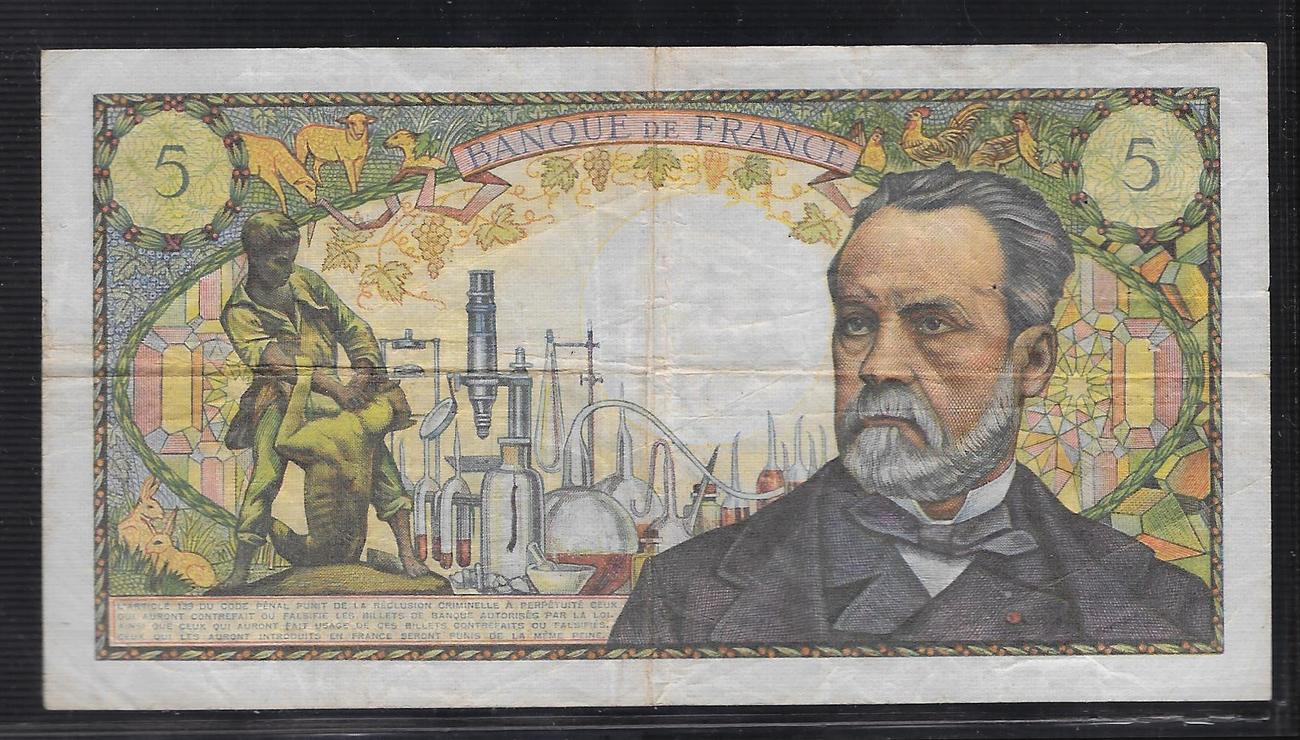 5
BANQUE DE FRANCE
5
L'ARTICLE 139 DU CODE PÉNAL PUNIT DE LA RÉCLUSION CRIMINELLE À PERPÉTUITÉ CEUX
QUI AURONT CONTREFAIT OU FALSIFIÉ LES BILLETS DE BANQUE AUTORISÉS PAR LA LOI,
AINSI QUE CEUX QUI AURONT FAIT USAGE DE CES BILLETS CONTREFAITS OU FALSIFIÉS.
CEUX QUI LES AURONT INTRODUITS EN FRANCE SERONT PUNIS DE LA MÊME PEINE.